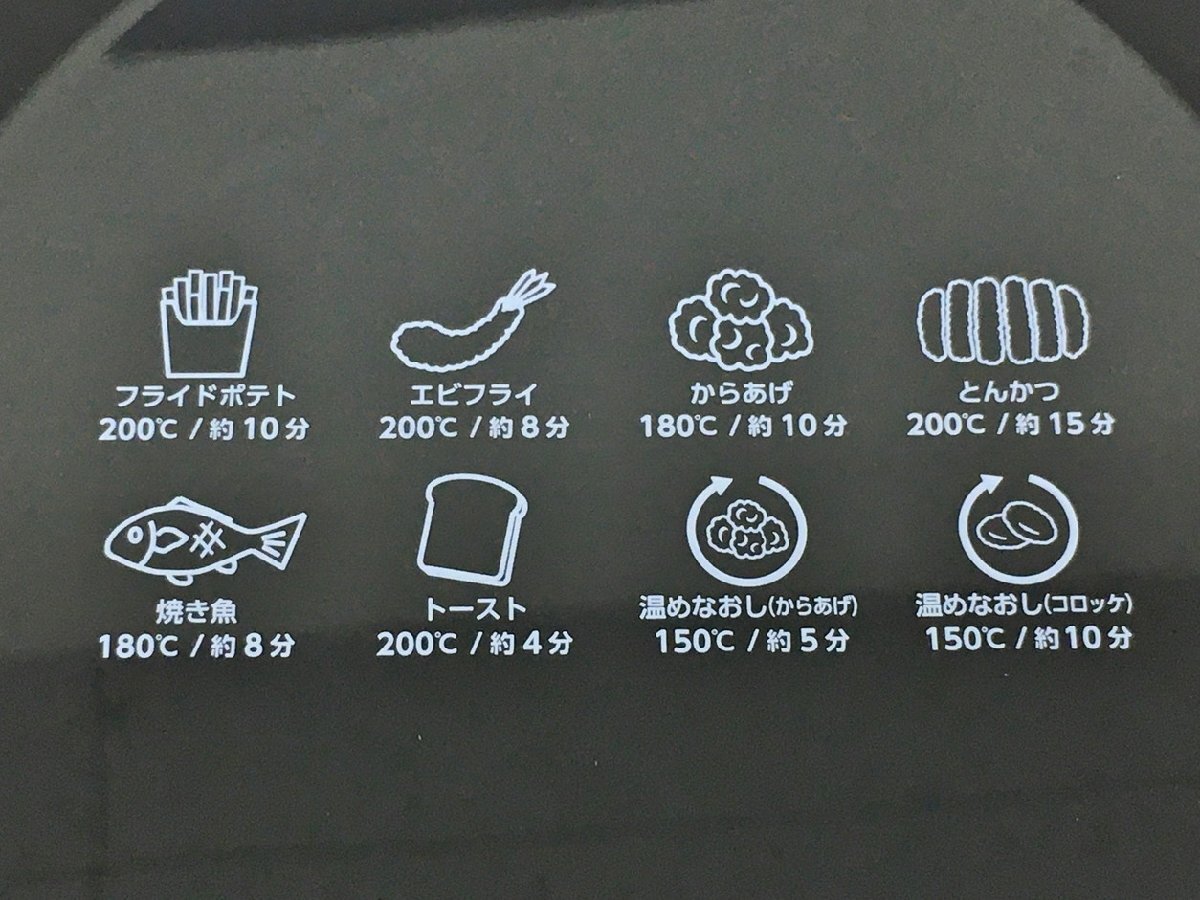 フライドポテト
200℃ / 約 10 分
エビフライ
200℃ / 約 8 分
からあげ
180℃ / 約 10 分
とんかつ
200℃ / 約 15 分
焼き魚
180℃ / 約 8 分
トースト
200℃ / 約 4 分
温めなおし(からあげ)
150℃ / 約 5 分
温めなおし(コロッケ)
150℃ / 約 10 分